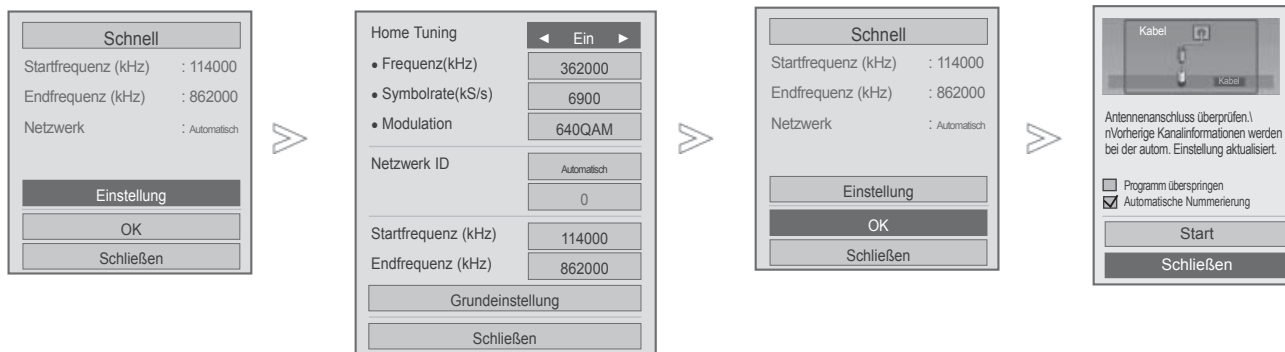 Schnell
Startfrequenz (kHz) : 114000
Endfrequenz (kHz) : 862000
Netzwerk : Automatisch
Einstellung
OK
Schließen
Home Tuning ◄ Ein ►
• Frequenz(kHz) 362000
• Symbolrate(kS/s) 6900
• Modulation 640QAM
Netzwerk ID Automatisch
0
Startfrequenz (kHz) 114000
Endfrequenz (kHz) 862000
Grundeinstellung
Schließen
Schnell
Startfrequenz (kHz) : 114000
Endfrequenz (kHz) : 862000
Netzwerk : Automatisch
Einstellung
OK
Schließen
Kabel
Kabel
Antennenanschluss überprüfen.\
nVorherige Kanalinformationen werden
bei der autom. Einstellung aktualisiert.
Programm überspringen
Automatische Nummerierung
Start
Schließen